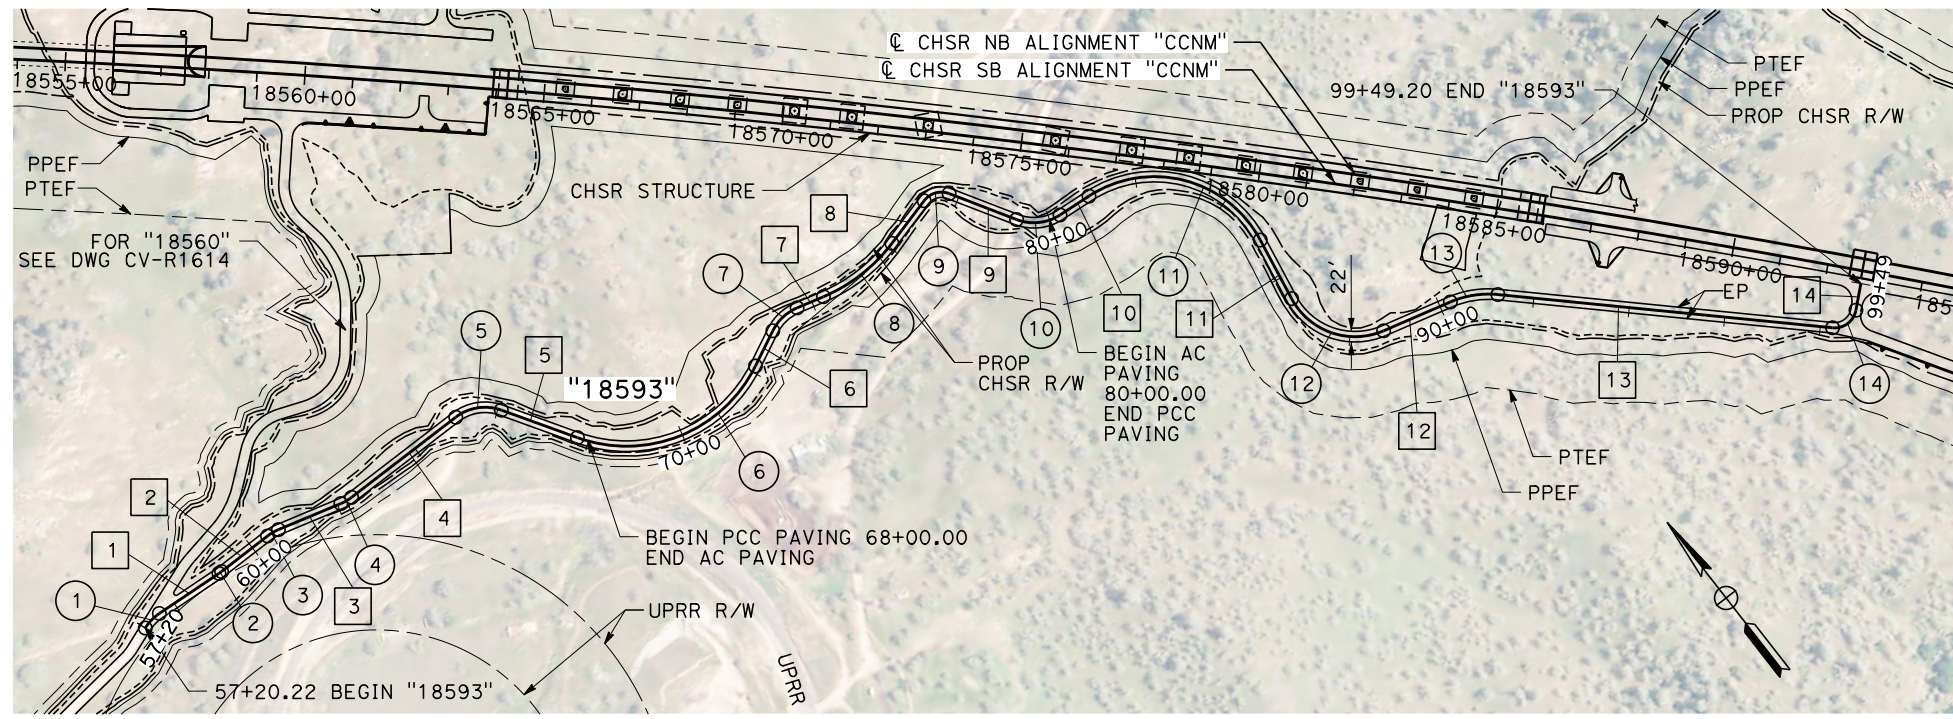 ℄ CHSR NB ALIGNMENT "CCNM"
℄ CHSR SB ALIGNMENT "CCNM"
99+49.20 END "18593"
PTEF
PPEF
PROP CHSR R/W
18555+00
18560+00
18565+00
18570+00
18575+00
18580+00
18585+00
18590+00
185
CHSR STRUCTURE
PPEF
PTEF
FOR "18560"
SEE DWG CV-R1614
8
7
7
9
9
8
80+00
10
10
11
11
22'
13
14
99+49
EP
12
90+00
12
13
14
5
5
"18593"
6
6
70+00
PROP
CHSR R/W
BEGIN AC
PAVING
80+00.00
END PCC
PAVING
PTEF
PPEF
2
1
1
60+00
4
4
3
3
2
57+20
BEGIN PCC PAVING 68+00.00
END AC PAVING
UPRR R/W
UPRR
57+20.22 BEGIN "18593"